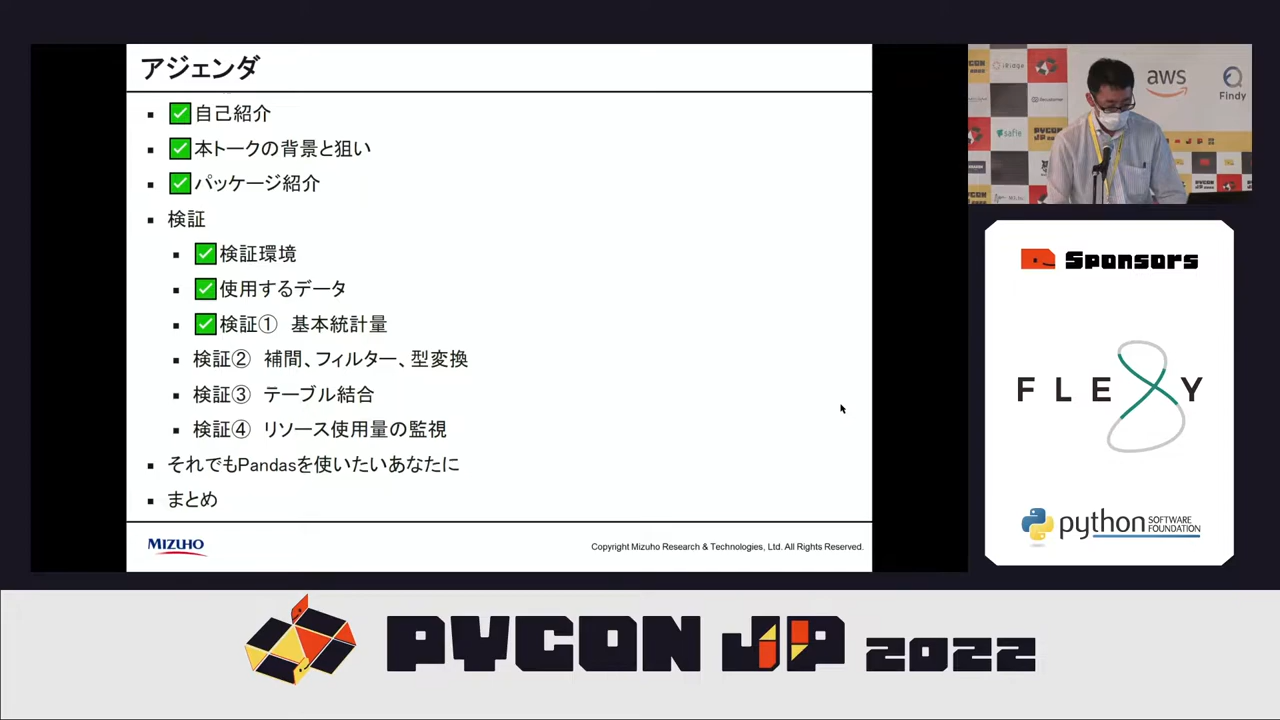 アジェンダ
✅自己紹介
✅本トークの背景と狙い
✅パッケージ紹介
検証
✅検証環境
✅使用するデータ
✅検証① 基本統計量
検証② 補間、フィルター、型変換
検証③ テーブル結合
検証④ リソース使用量の監視
それでもPandasを使いたいあなたに
まとめ
MIZUHO
Copyright Mizuho Research & Technologies, Ltd. All Rights Reserved.
iRidge
aws
Findy
safie
PYCON
Sponsors
FLEXY
python
SOFTWARE
FOUNDATION
PYCON JP 2022